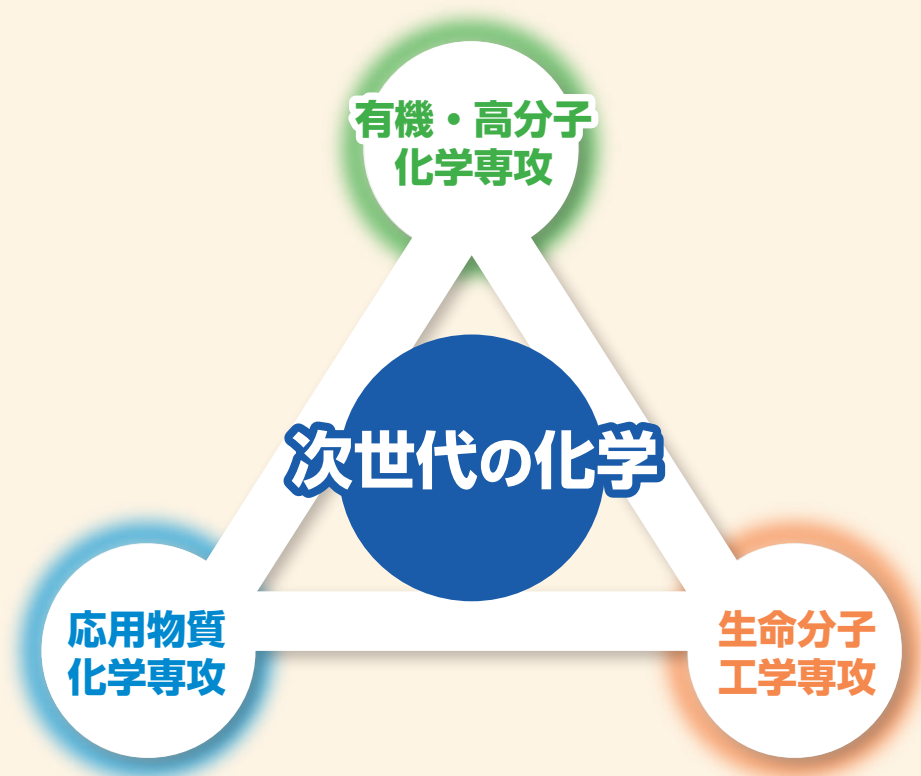 有機・高分子
化学専攻
次世代の化学
応用物質
化学専攻
生命分子
工学専攻